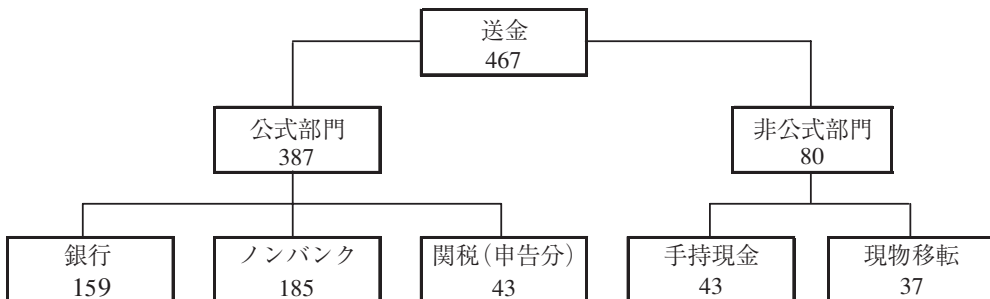 送金
467
公式部門
387
非公式部門
80
銀行
159
ノンバンク
185
関税(申告分)
43
手持現金
43
現物移転
37